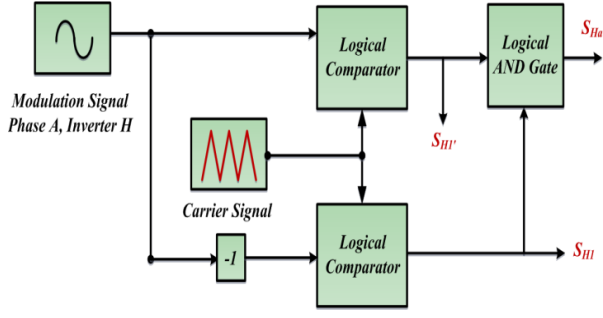 Modulation Signal
Phase A, Inverter H
Logical
Comparator
Logical
AND Gate
S_Ha
S_H1'
Carrier Signal
-1
Logical
Comparator
S_H1